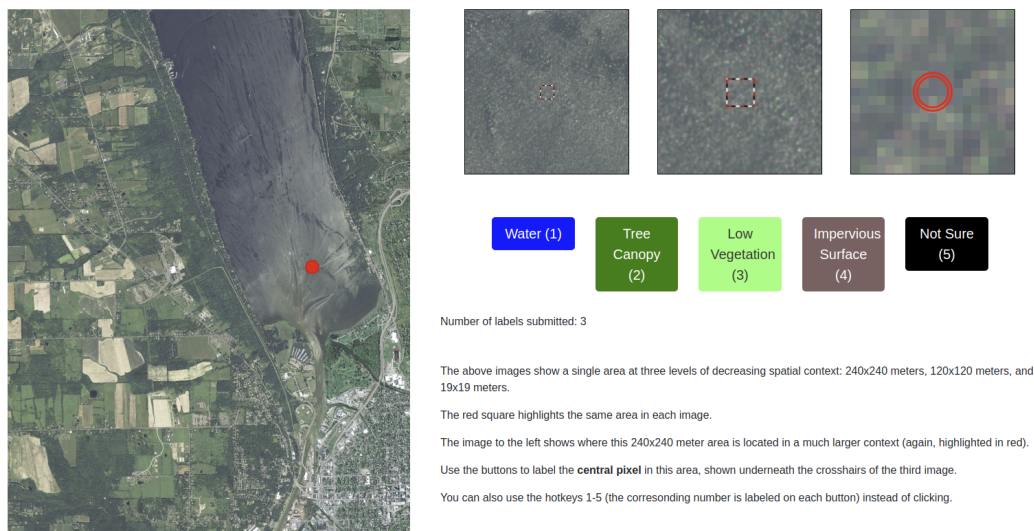 Water (1)
Tree
Canopy
(2)
Low
Vegetation
(3)
Impervious
Surface
(4)
Not Sure
(5)
Number of labels submitted: 3
The above images show a single area at three levels of decreasing spatial context: 240x240 meters, 120x120 meters, and
19x19 meters.
The red square highlights the same area in each image.
The image to the left shows where this 240x240 meter area is located in a much larger context (again, highlighted in red).
Use the buttons to label the central pixel in this area, shown underneath the crosshairs of the third image.
You can also use the hotkeys 1-5 (the corresonding number is labeled on each button) instead of clicking.